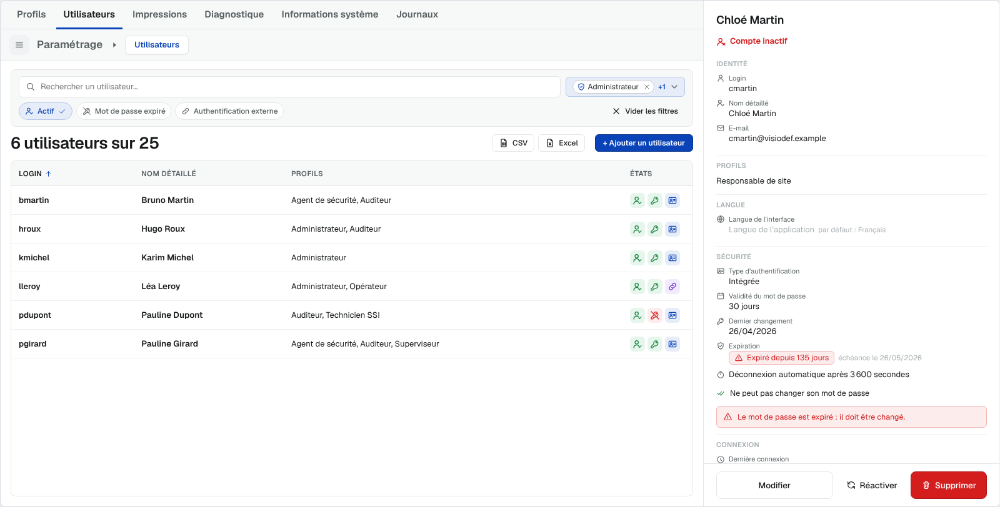 Profils Utilisateurs Impressions Diagnostique Informations système Journaux
Paramétrage Utilisateurs
Rechercher un utilisateur...
Administrateur +1
Actif Mot de passe expiré Authentification externe Vider les filtres
6 utilisateurs sur 25
CSV Excel + Ajouter un utilisateur
LOGIN NOM DÉTAILLÉ PROFILS ÉTATS
bmartin Bruno Martin Agent de sécurité, Auditeur
hroux Hugo Roux Administrateur, Auditeur
kmichel Karim Michel Administrateur
lleroy Léa Leroy Administrateur, Opérateur
pdupont Pauline Dupont Auditeur, Technicien SSI
pgirard Pauline Girard Agent de sécurité, Auditeur, Superviseur
Chloé Martin
Compte inactif
IDENTITÉ
Login
cmartin
Nom détaillé
Chloé Martin
E-mail
cmartin@visiodef.example
PROFILS
Responsable de site
LANGUE
Langue de l'interface
Langue de l'application par défaut : Français
SÉCURITÉ
Type d'authentification
Intégrée
Validité du mot de passe
30 jours
Dernier changement
26/04/2026
Expiration
Expiré depuis 135 jours échéance le 26/05/2026
Déconnexion automatique après 3 600 secondes
Ne peut pas changer son mot de passe
Le mot de passe est expiré : il doit être changé.
CONNEXION
Dernière connexion
Modifier Réactiver Supprimer